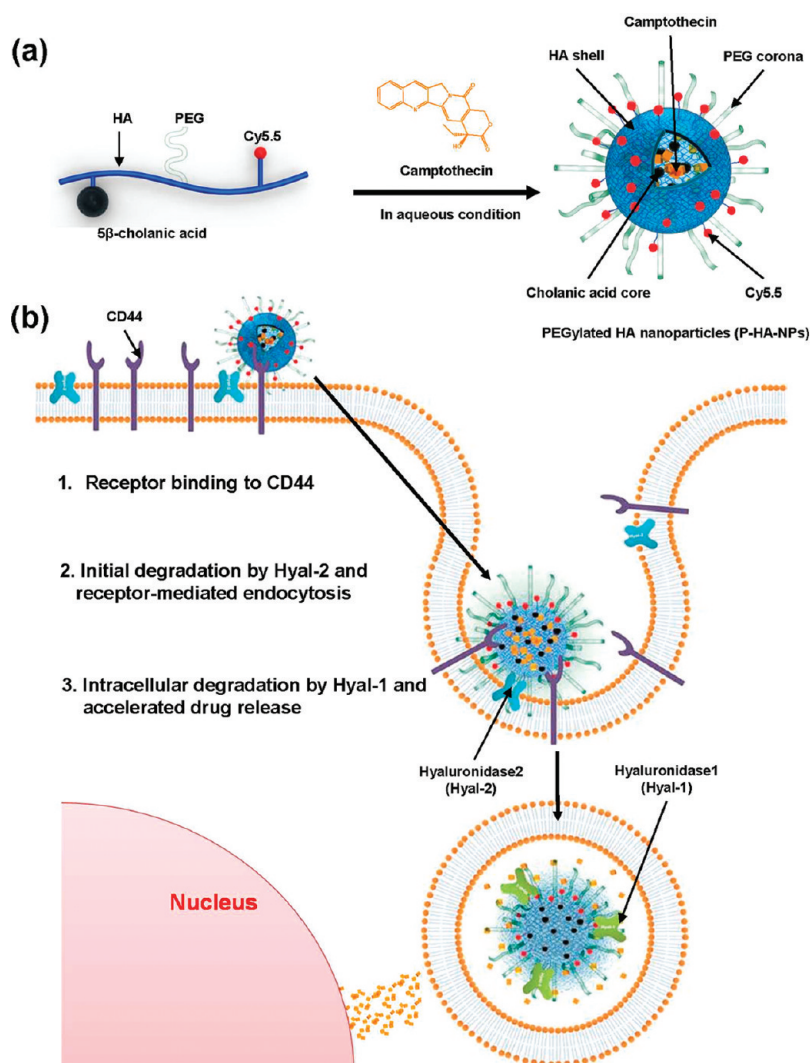 (a)
HA
PEG
Cy5.5
5β-cholanic acid
O
N
N
O
O
HO
O
Camptothecin
In aqueous condition
Camptothecin
HA shell
PEG corona
Cholanic acid core
Cy5.5
PEGylated HA nanoparticles (P-HA-NPs)
(b)
CD44
1. Receptor binding to CD44
2. Initial degradation by Hyal-2 and
receptor-mediated endocytosis
3. Intracellular degradation by Hyal-1 and
accelerated drug release
Hyaluronidase2
(Hyal-2)
Hyaluronidase1
(Hyal-1)
Nucleus